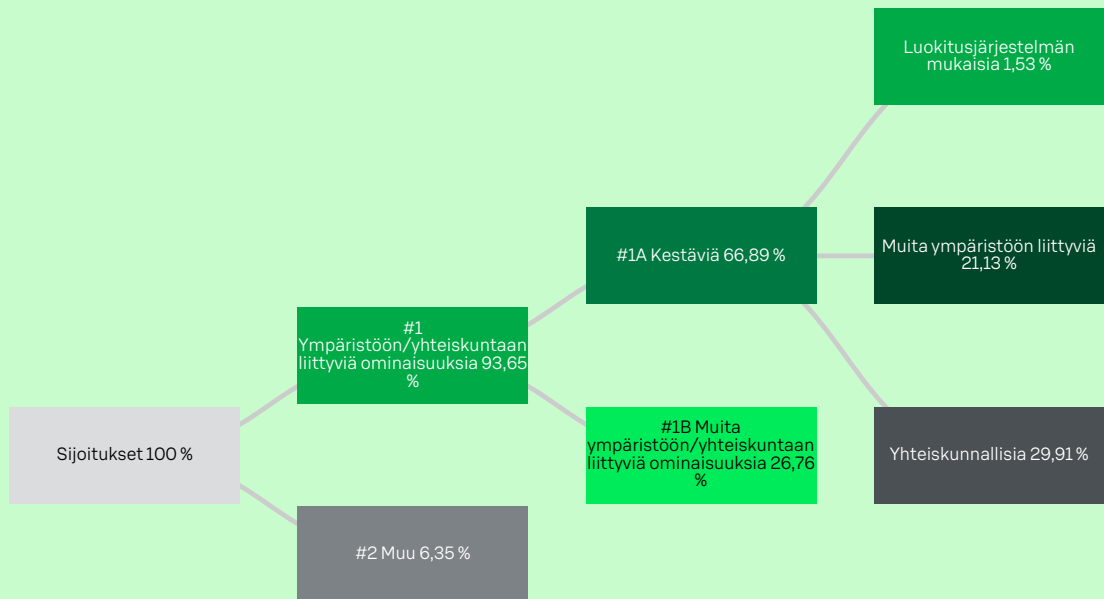 Luokitusjärjestelmän
mukaisia 1,53 %
#1A Kestäviä 66,89 %
Muita ympäristöön liittyviä
21,13 %
#1
Ympäristöön/yhteiskuntaan
liittyviä ominaisuuksia 93,65
%
Sijoitukset 100 %
#1B Muita
ympäristöön/yhteiskuntaan
liittyviä ominaisuuksia 26,76
%
Yhteiskunnallisia 29,91 %
#2 Muu 6,35 %